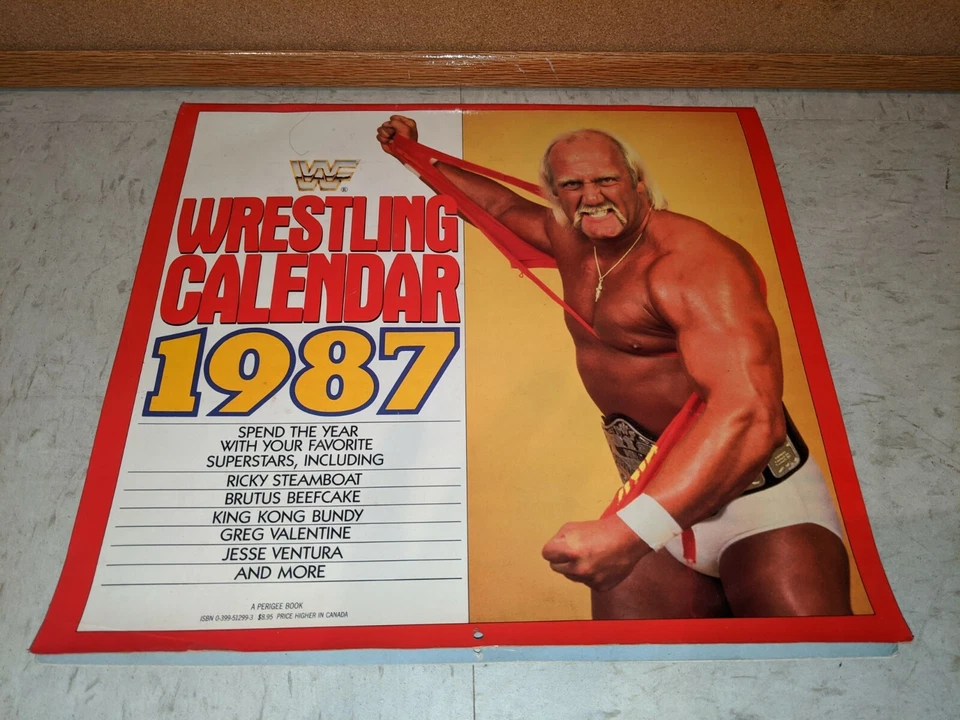 WWF
®
WRESTLING
CALENDAR
1987
SPEND THE YEAR
WITH YOUR FAVORITE
SUPERSTARS, INCLUDING
RICKY STEAMBOAT
BRUTUS BEEFCAKE
KING KONG BUNDY
GREG VALENTINE
JESSE VENTURA
AND MORE
A PERIGEE BOOK
ISBN 0-399-51299-3 $8.95 PRICE HIGHER IN CANADA